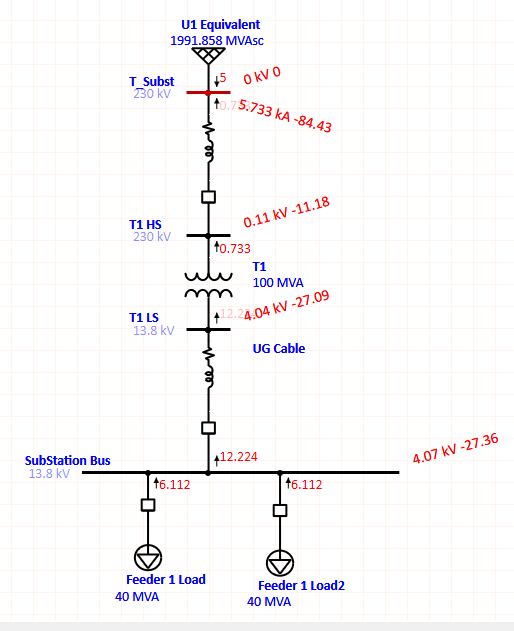 U1 Equivalent
1991.858 MVAsc
T_Subst
230 kV
5
0 kV 0
0.73
5.733 kA -84.43
T1 HS
230 kV
0.11 kV -11.18
0.733
T1
100 MVA
T1 LS
13.8 kV
12.2
4.04 kV -27.09
UG Cable
SubStation Bus
13.8 kV
12.224
4.07 kV -27.36
6.112
6.112
Feeder 1 Load
40 MVA
Feeder 1 Load2
40 MVA